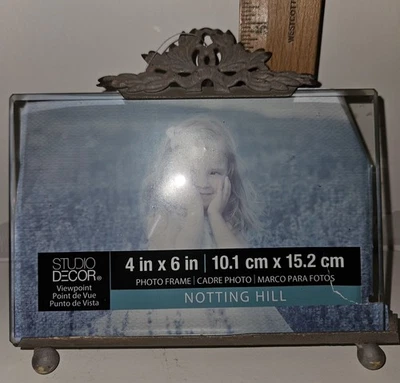 WESTCOTT
STUDIO
DECOR®
Viewpoint
Point de Vue
Punto de Vista
4 in x 6 in | 10.1 cm x 15.2 cm
PHOTO FRAME | CADRE PHOTO | MARCO PARA FOTOS
NOTTING HILL